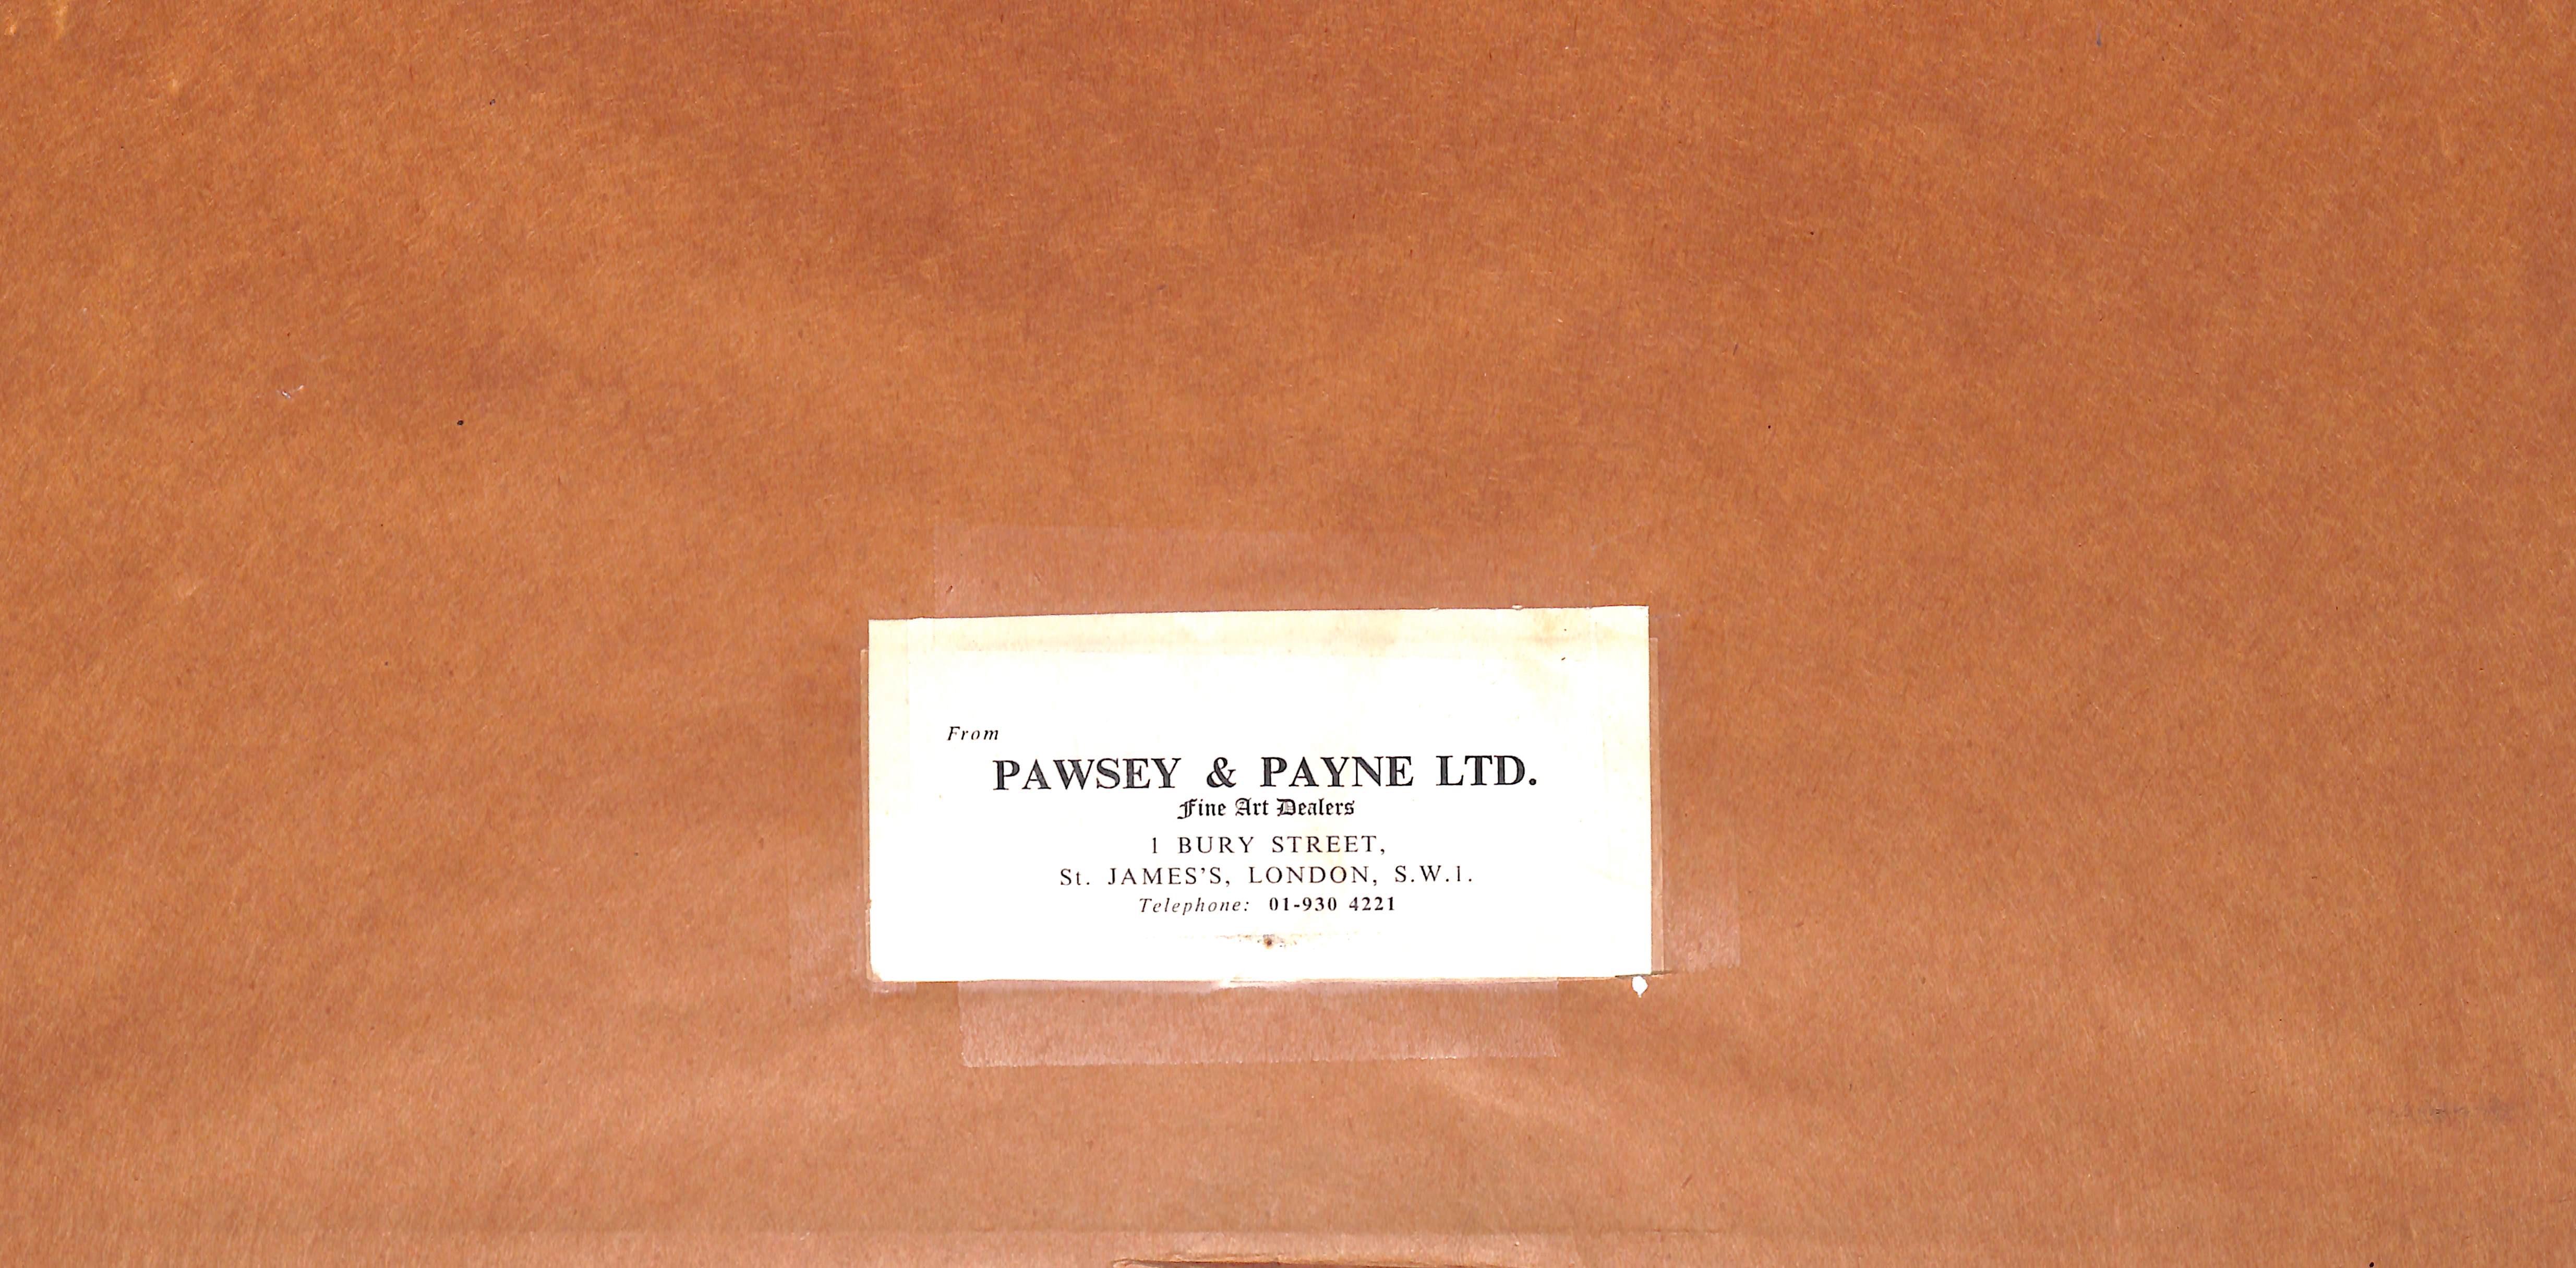 From
PAWSEY & PAYNE LTD.
Fine Art Dealers
1 BURY STREET,
St. JAMES'S, LONDON, S.W.1.
Telephone: 01-930 4221